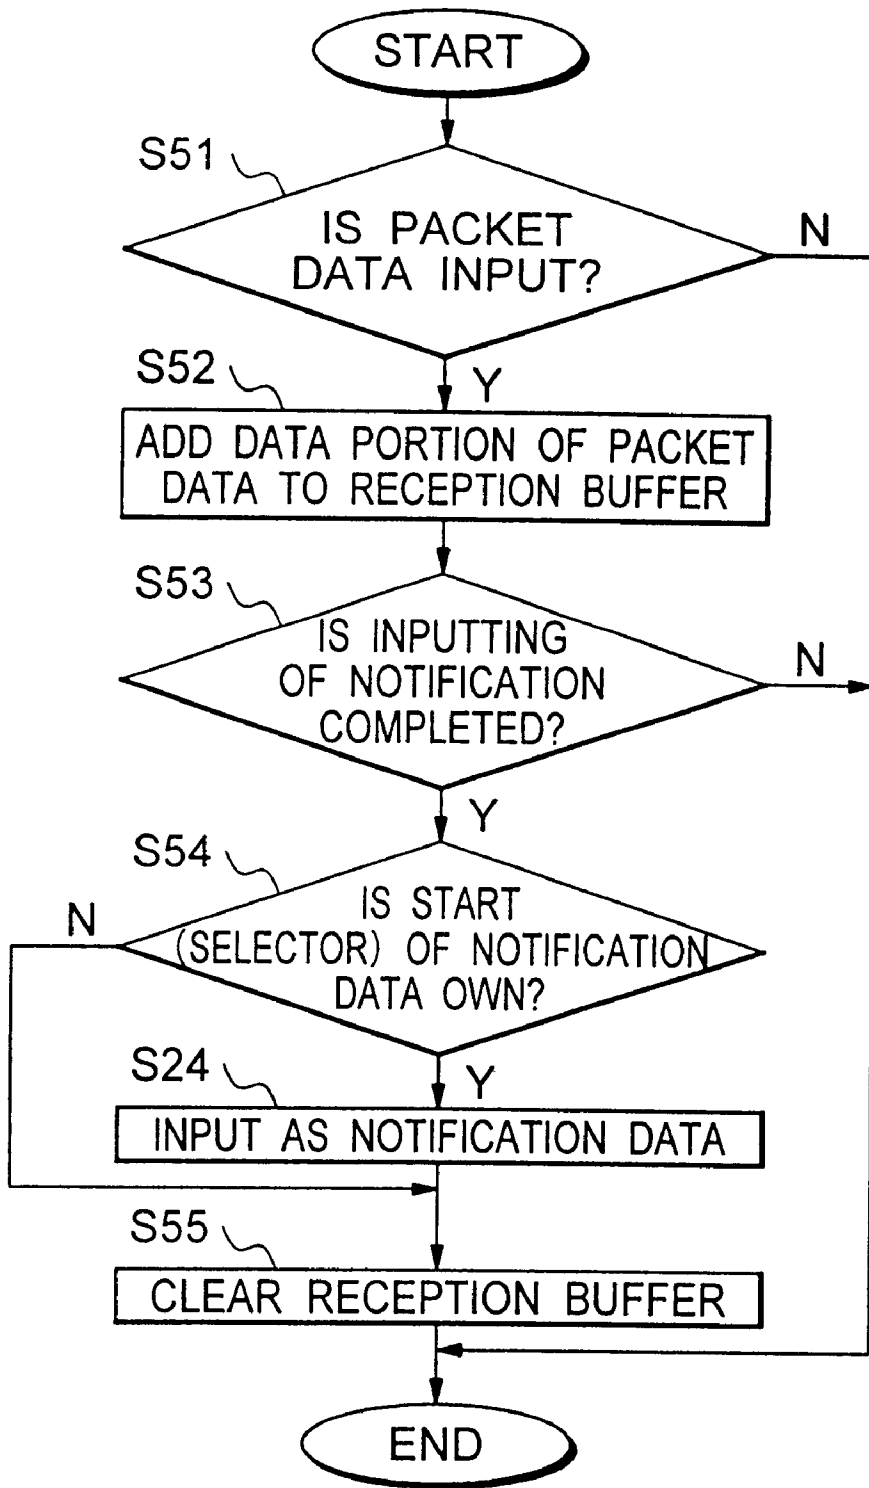 START
S51
IS PACKET
DATA INPUT?
N
S52
Y
ADD DATA PORTION OF PACKET
DATA TO RECEPTION BUFFER
S53
IS INPUTTING
OF NOTIFICATION
COMPLETED?
N
Y
S54
N
IS START
(SELECTOR) OF NOTIFICATION
DATA OWN?
S24
Y
INPUT AS NOTIFICATION DATA
S55
CLEAR RECEPTION BUFFER
END